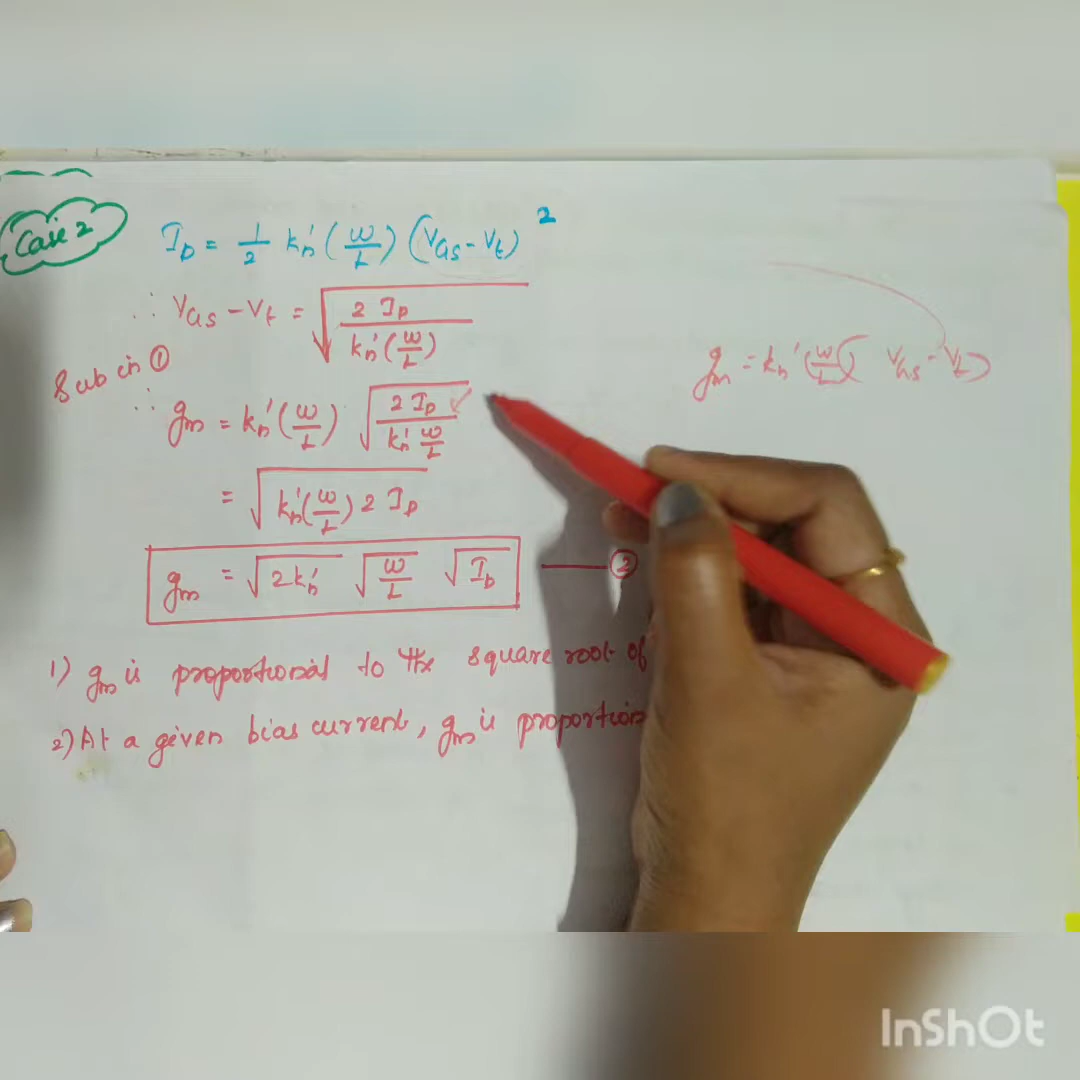 Case 2
I_D = 1/2 k_n' (W/L) (V_GS - V_t)^2
∴ V_GS - V_t = √(2 I_D / k_n' (W/L))
Sub in ①
g_m = k_n' (W/L) (V_GS - V_t)
∴ g_m = k_n' (W/L) √(2 I_D / k_n' W/L)
= √(k_n' (W/L) 2 I_D)
g_m = √2k_n' √W/L √I_D ②
1) g_m is proportional to the square root of
2) At a given bias current, g_m is proportion
InShOt